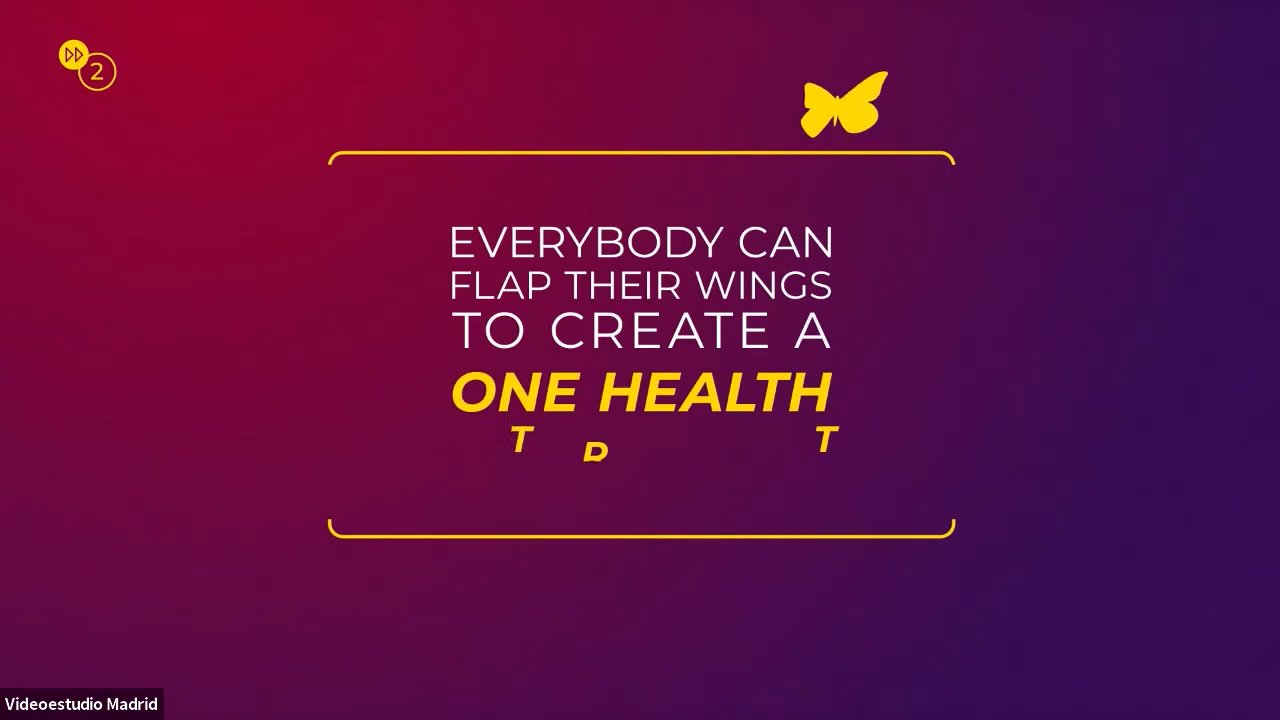 2
EVERYBODY CAN
FLAP THEIR WINGS
TO CREATE A
ONE HEALTH
T R T
Videoestudio Madrid